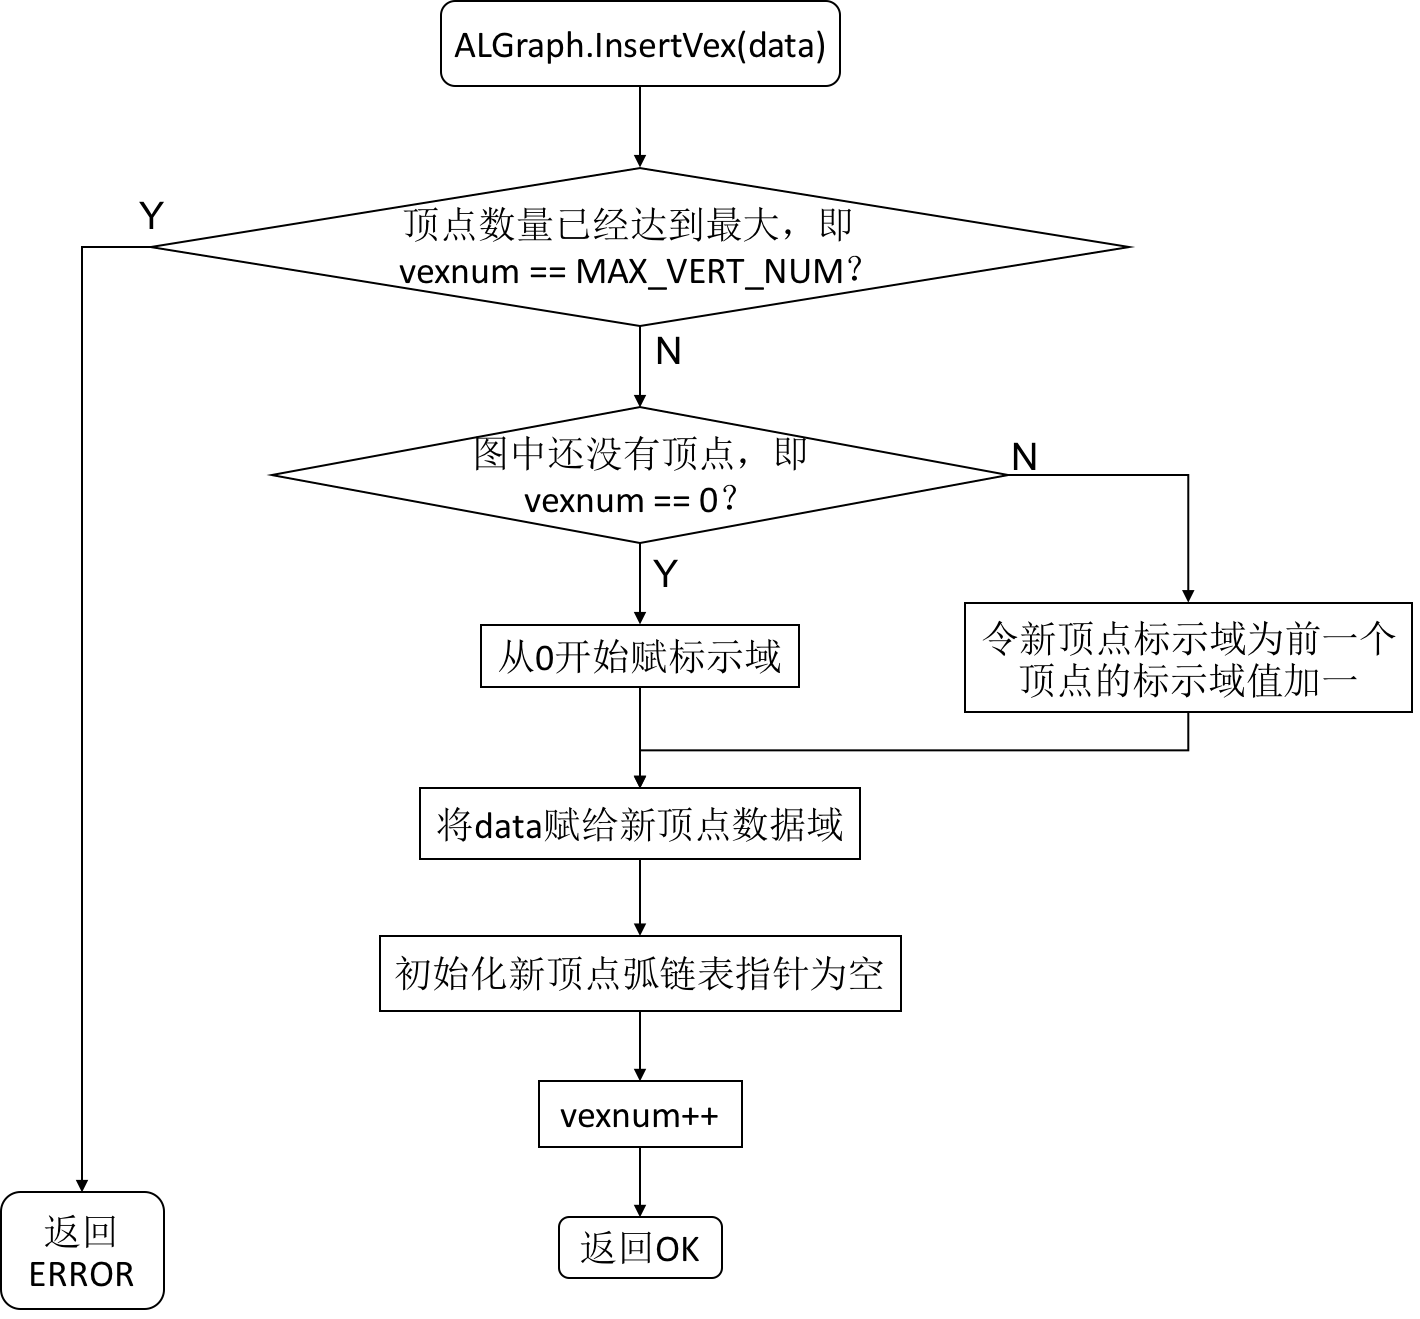 ALGraph.InsertVex(data)
Y
顶点数量已经达到最大，即
vexnum == MAX_VERT_NUM？
N
图中还没有顶点，即
vexnum == 0？
N
Y
从0开始赋标示域
令新顶点标示域为前一个
顶点的标示域值加一
将data赋给新顶点数据域
初始化新顶点弧链表指针为空
vexnum++
返回
ERROR
返回OK